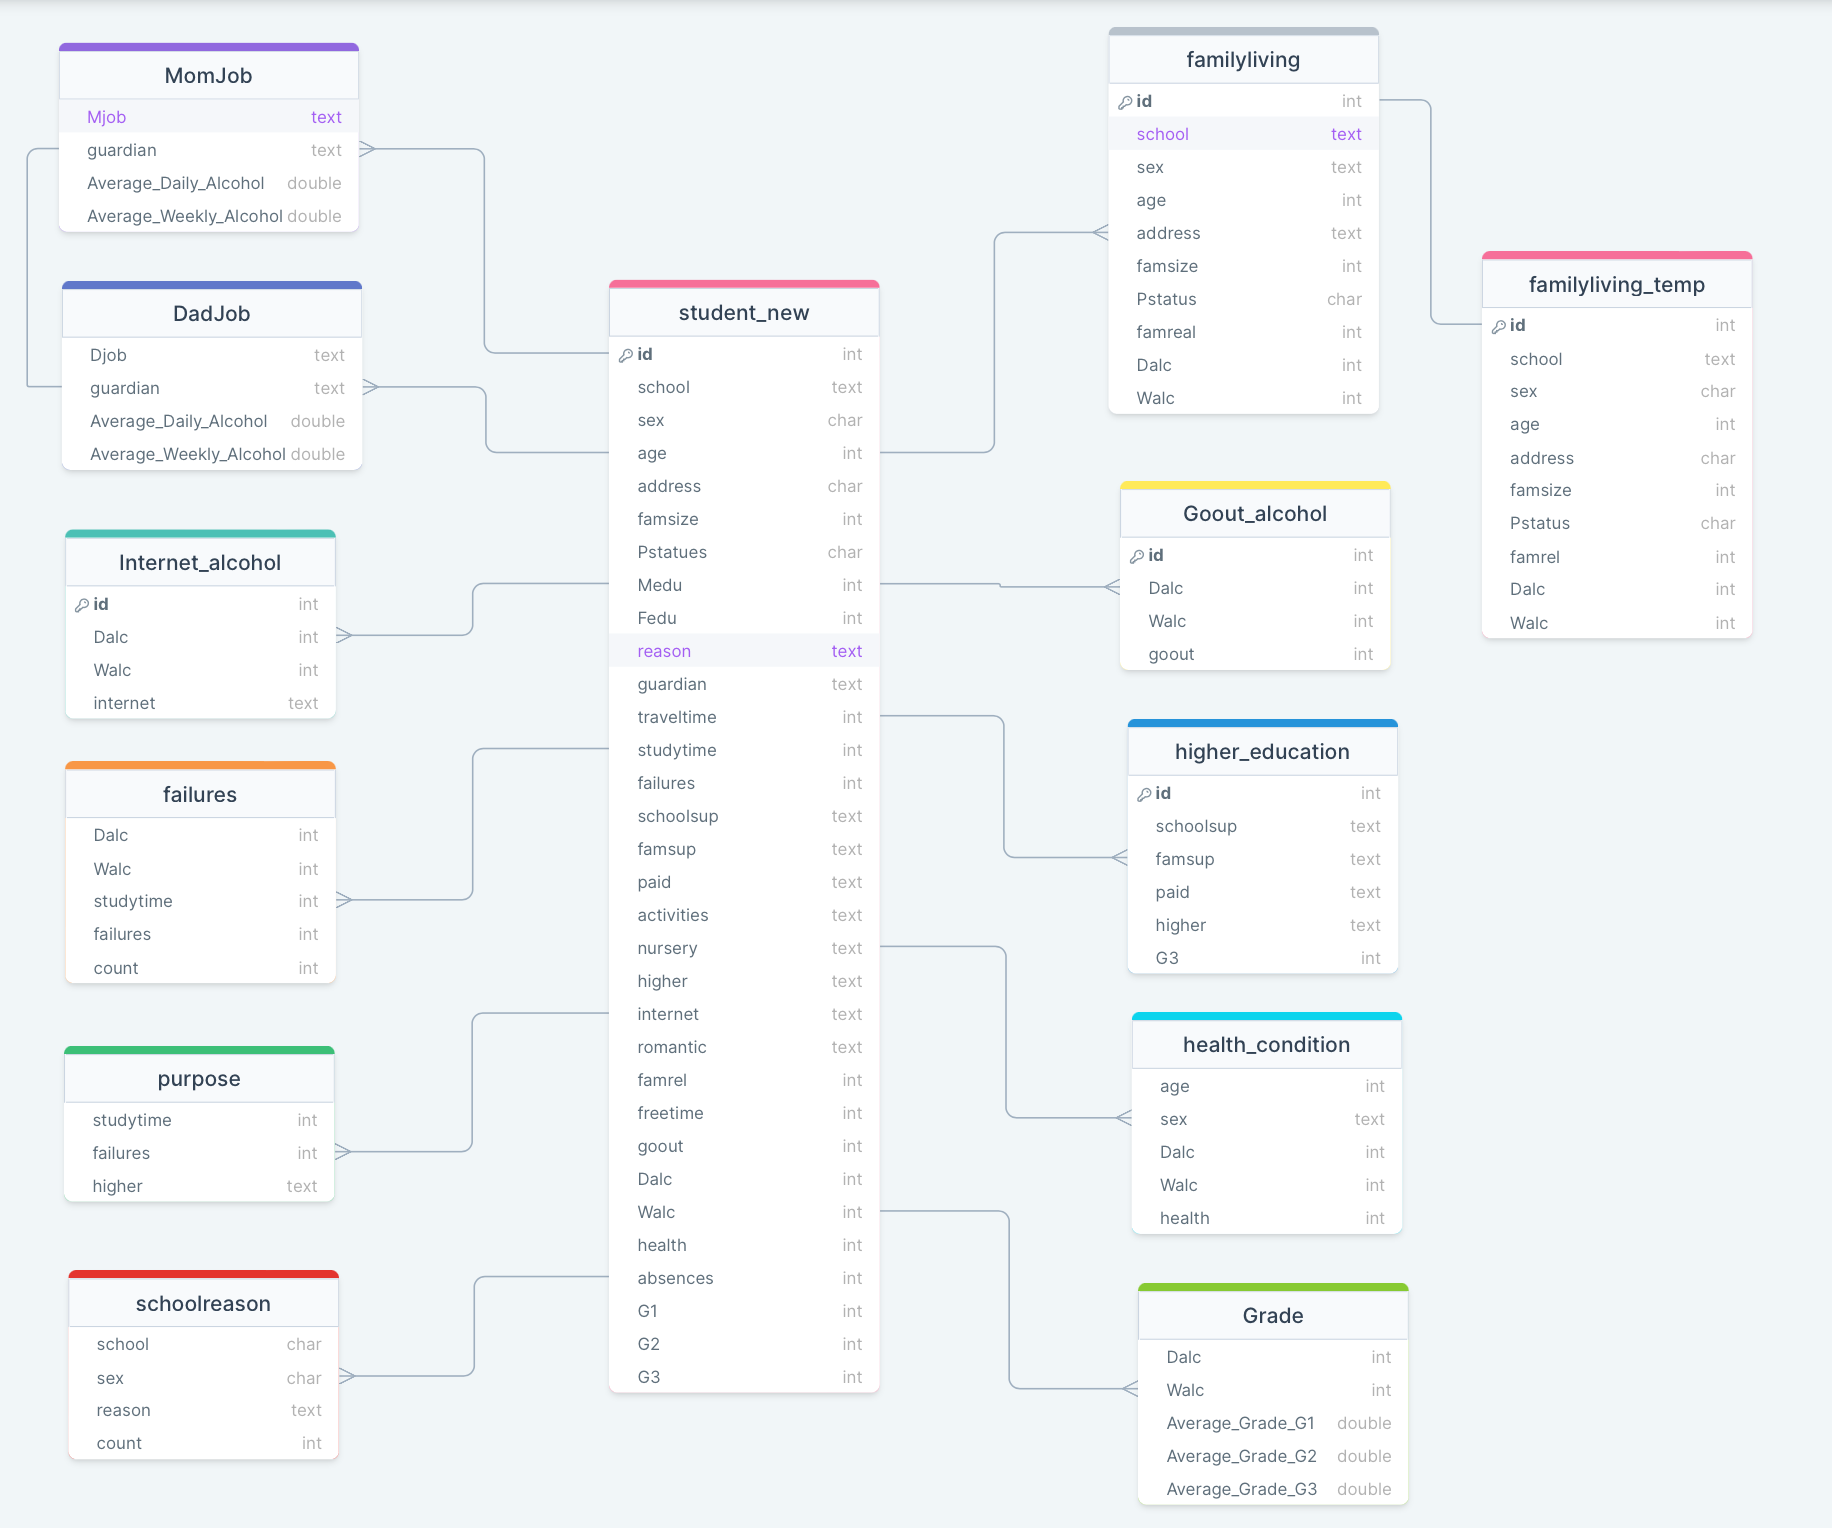 MomJob
Mjob text
guardian text
Average_Daily_Alcohol double
Average_Weekly_Alcohol double
DadJob
Djob text
guardian text
Average_Daily_Alcohol double
Average_Weekly_Alcohol double
Internet_alcohol
id int
Dalc int
Walc int
internet text
failures
Dalc int
Walc int
studytime int
failures int
count int
purpose
studytime int
failures int
higher text
schoolreason
school char
sex char
reason text
count int
student_new
id int
school text
sex char
age int
address char
famsize int
Pstatues char
Medu int
Fedu int
reason text
guardian text
traveltime int
studytime int
failures int
schoolsup text
famsup text
paid text
activities text
nursery text
higher text
internet text
romantic text
famrel int
freetime int
goout int
Dalc int
Walc int
health int
absences int
G1 int
G2 int
G3 int
familyliving
id int
school text
sex text
age int
address text
famsize int
Pstatus char
famreal int
Dalc int
Walc int
Goout_alcohol
id int
Dalc int
Walc int
goout int
higher_education
id int
schoolsup text
famsup text
paid text
higher text
G3 int
health_condition
age int
sex text
Dalc int
Walc int
health int
Grade
Dalc int
Walc int
Average_Grade_G1 double
Average_Grade_G2 double
Average_Grade_G3 double
familyliving_temp
id int
school text
sex char
age int
address char
famsize int
Pstatus char
famrel int
Dalc int
Walc int